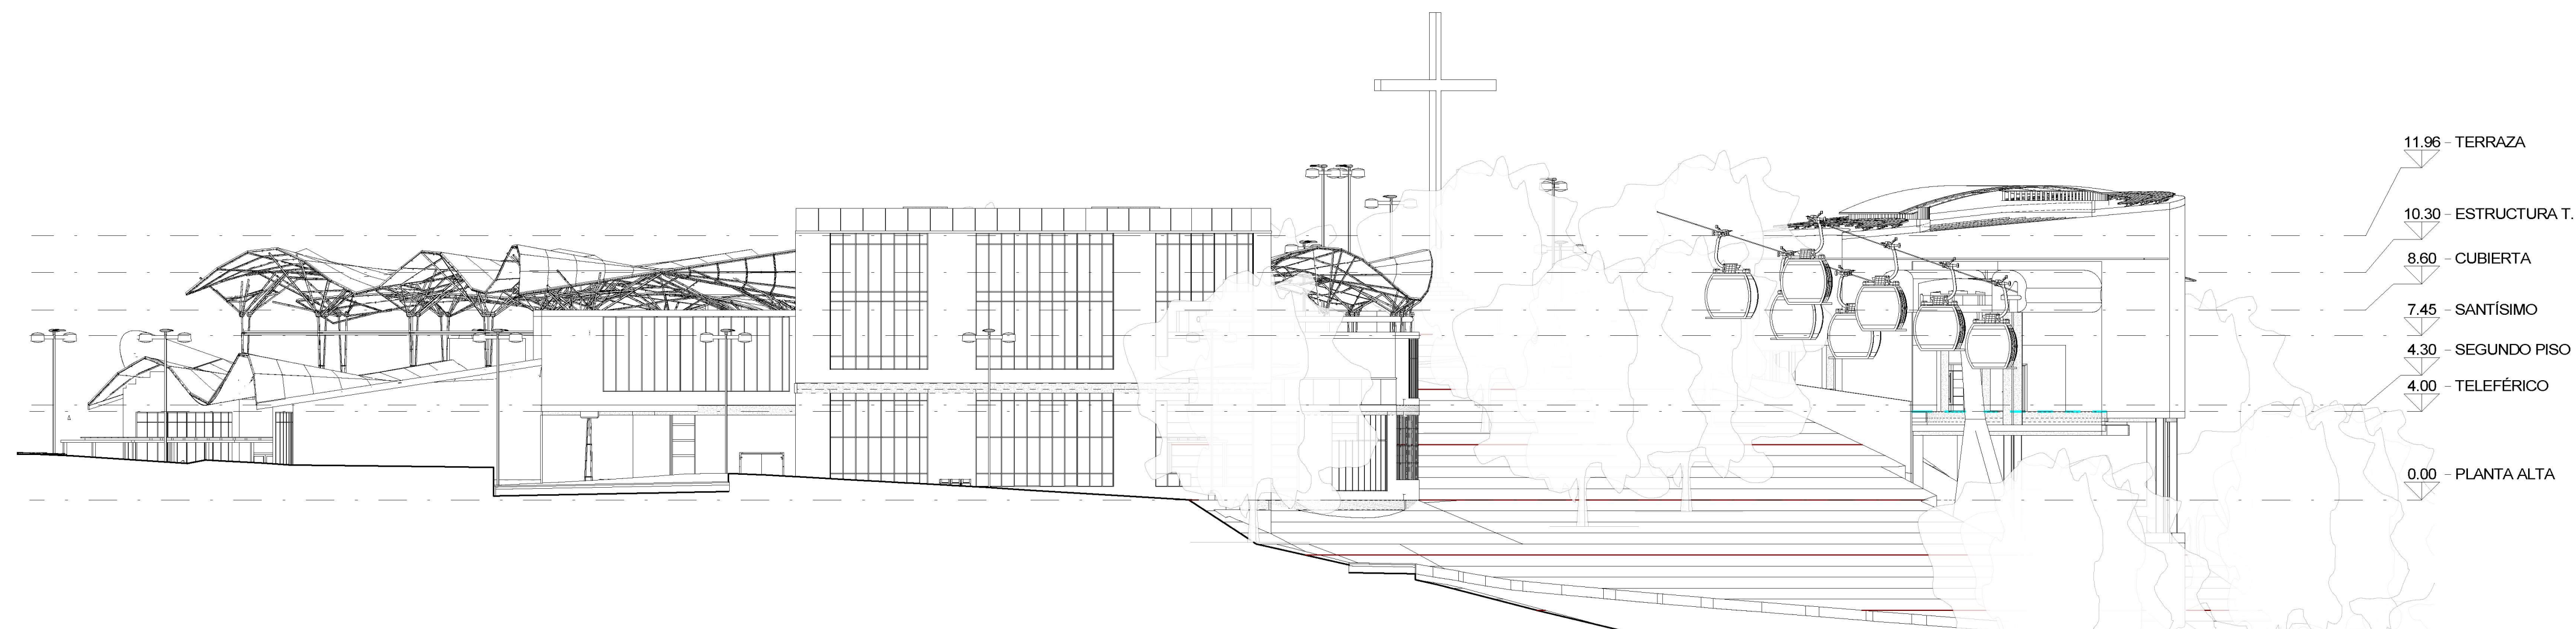 11.96 - TERRAZA
10.30 - ESTRUCTURA T.
8.60 - CUBIERTA
7.45 - SANTÍSIMO
4.30 - SEGUNDO PISO
4.00 - TELEFÉRICO
0.00 - PLANTA ALTA